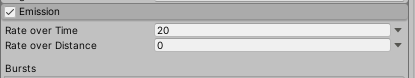 Emission
Rate over Time 20
Rate over Distance 0
Bursts